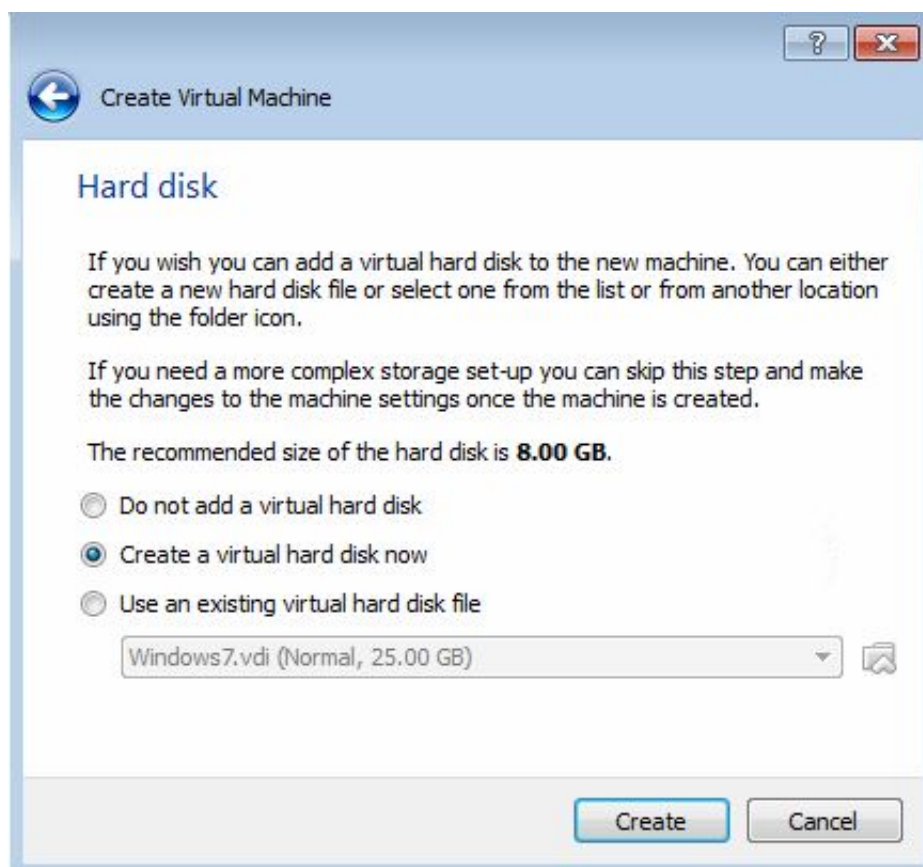 ?
Create Virtual Machine
Hard disk
If you wish you can add a virtual hard disk to the new machine. You can either
create a new hard disk file or select one from the list or from another location
using the folder icon.
If you need a more complex storage set-up you can skip this step and make
the changes to the machine settings once the machine is created.
The recommended size of the hard disk is 8.00 GB.
Do not add a virtual hard disk
Create a virtual hard disk now
Use an existing virtual hard disk file
Windows7.vdi (Normal, 25.00 GB)
Create Cancel